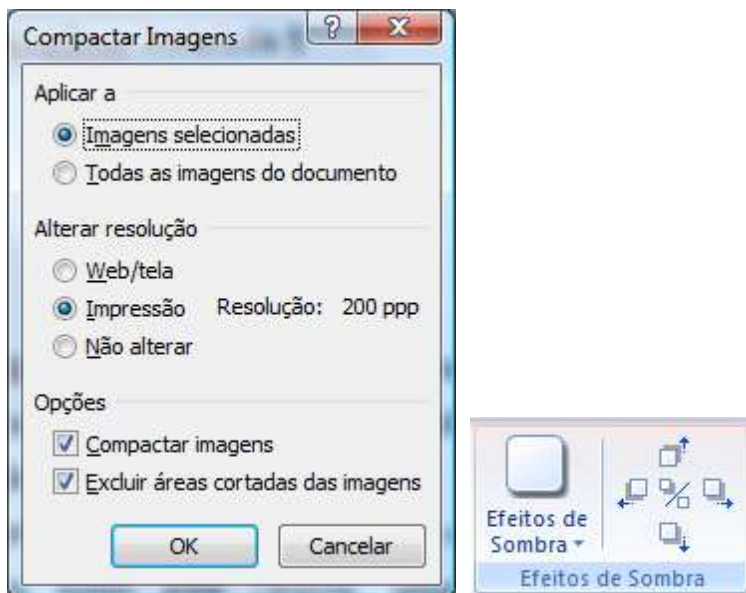 Compactar Imagens
Aplicar a
Imagens selecionadas
Todas as imagens do documento
Alterar resolução
Web/tela
Impressão Resolução: 200 ppp
Não alterar
Opções
Compactar imagens
Excluir áreas cortadas das imagens
OK Cancelar
Efeitos de
Sombra
Efeitos de Sombra